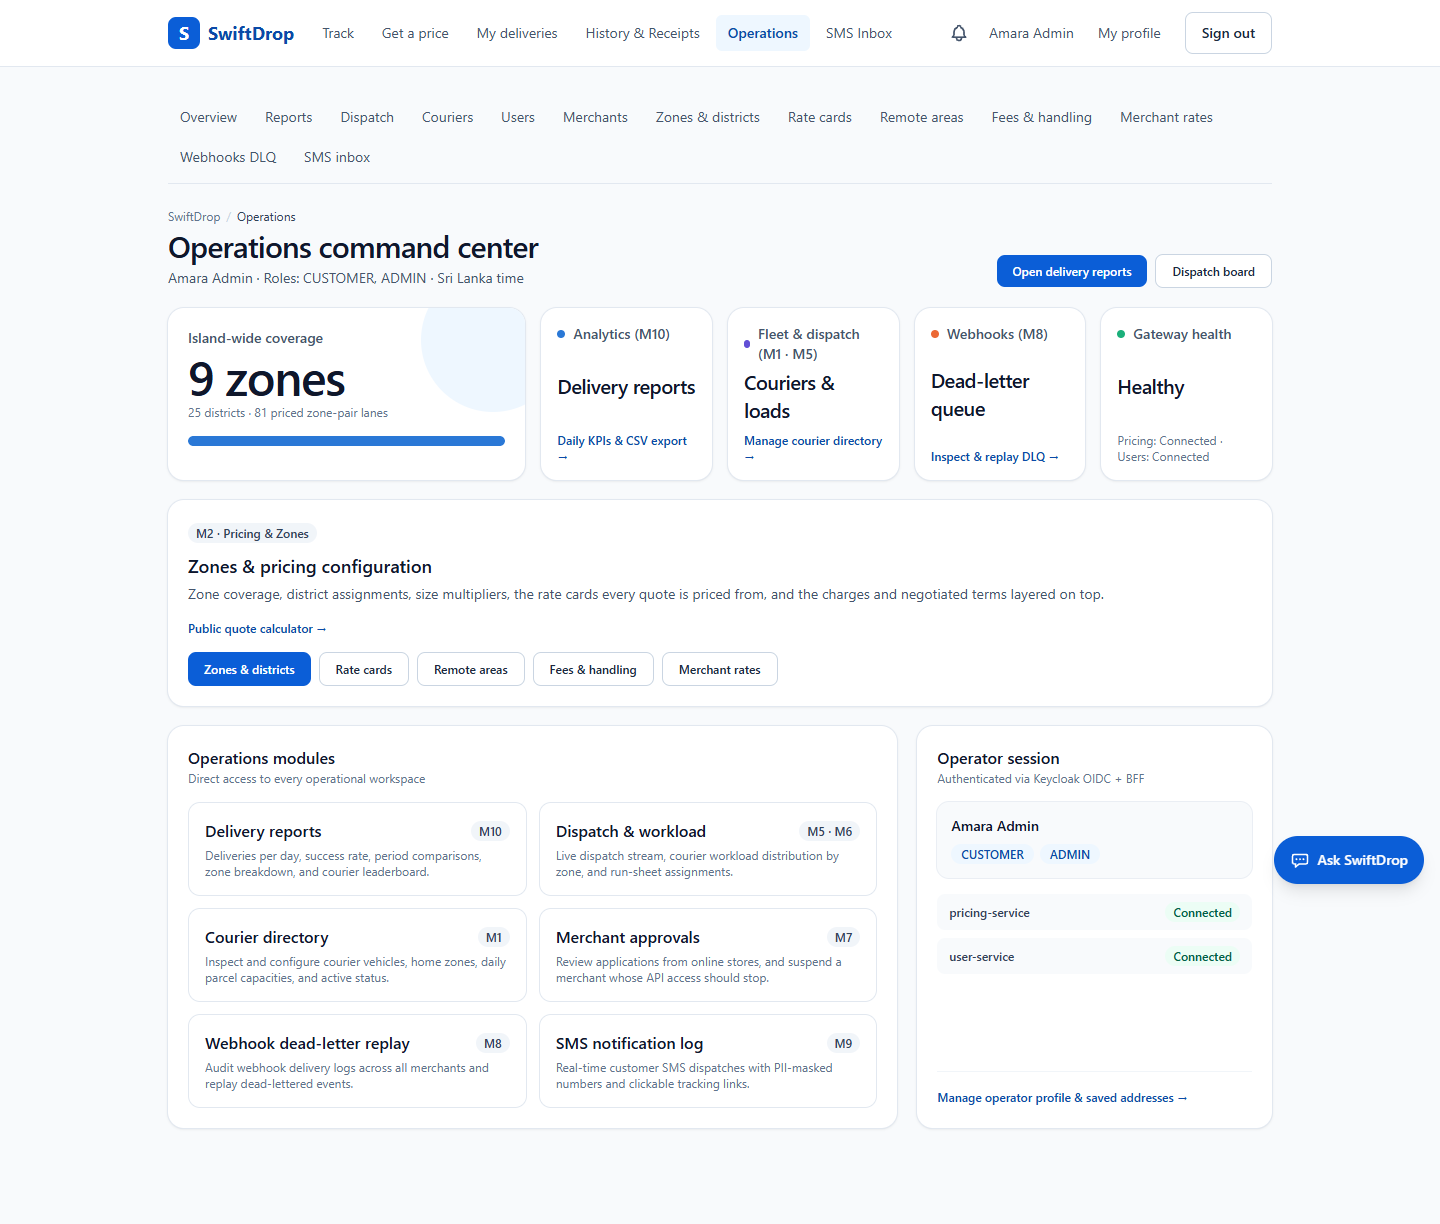 S SwiftDrop Track Get a price My deliveries History & Receipts Operations SMS Inbox Amara Admin My profile Sign out
Overview Reports Dispatch Couriers Users Merchants Zones & districts Rate cards Remote areas Fees & handling Merchant rates
Webhooks DLQ SMS inbox
SwiftDrop / Operations
Operations command center
Amara Admin · Roles: CUSTOMER, ADMIN · Sri Lanka time
Open delivery reports Dispatch board
Island-wide coverage
9 zones
25 districts · 81 priced zone-pair lanes
Analytics (M10)
Delivery reports
Daily KPIs & CSV export
→
Fleet & dispatch
(M1 · M5)
Couriers &
loads
Manage courier directory
→
Webhooks (M8)
Dead-letter
queue
Inspect & replay DLQ →
Gateway health
Healthy
Pricing: Connected ·
Users: Connected
M2 · Pricing & Zones
Zones & pricing configuration
Zone coverage, district assignments, size multipliers, the rate cards every quote is priced from, and the charges and negotiated terms layered on top.
Public quote calculator →
Zones & districts Rate cards Remote areas Fees & handling Merchant rates
Operations modules
Direct access to every operational workspace
Delivery reports M10
Deliveries per day, success rate, period comparisons,
zone breakdown, and courier leaderboard.
Dispatch & workload M5 · M6
Live dispatch stream, courier workload distribution by
zone, and run-sheet assignments.
Courier directory M1
Inspect and configure courier vehicles, home zones, daily
parcel capacities, and active status.
Merchant approvals M7
Review applications from online stores, and suspend a
merchant whose API access should stop.
Webhook dead-letter replay M8
Audit webhook delivery logs across all merchants and
replay dead-lettered events.
SMS notification log M9
Real-time customer SMS dispatches with PII-masked
numbers and clickable tracking links.
Operator session
Authenticated via Keycloak OIDC + BFF
Amara Admin
CUSTOMER ADMIN
pricing-service Connected
user-service Connected
Manage operator profile & saved addresses →
Ask SwiftDrop